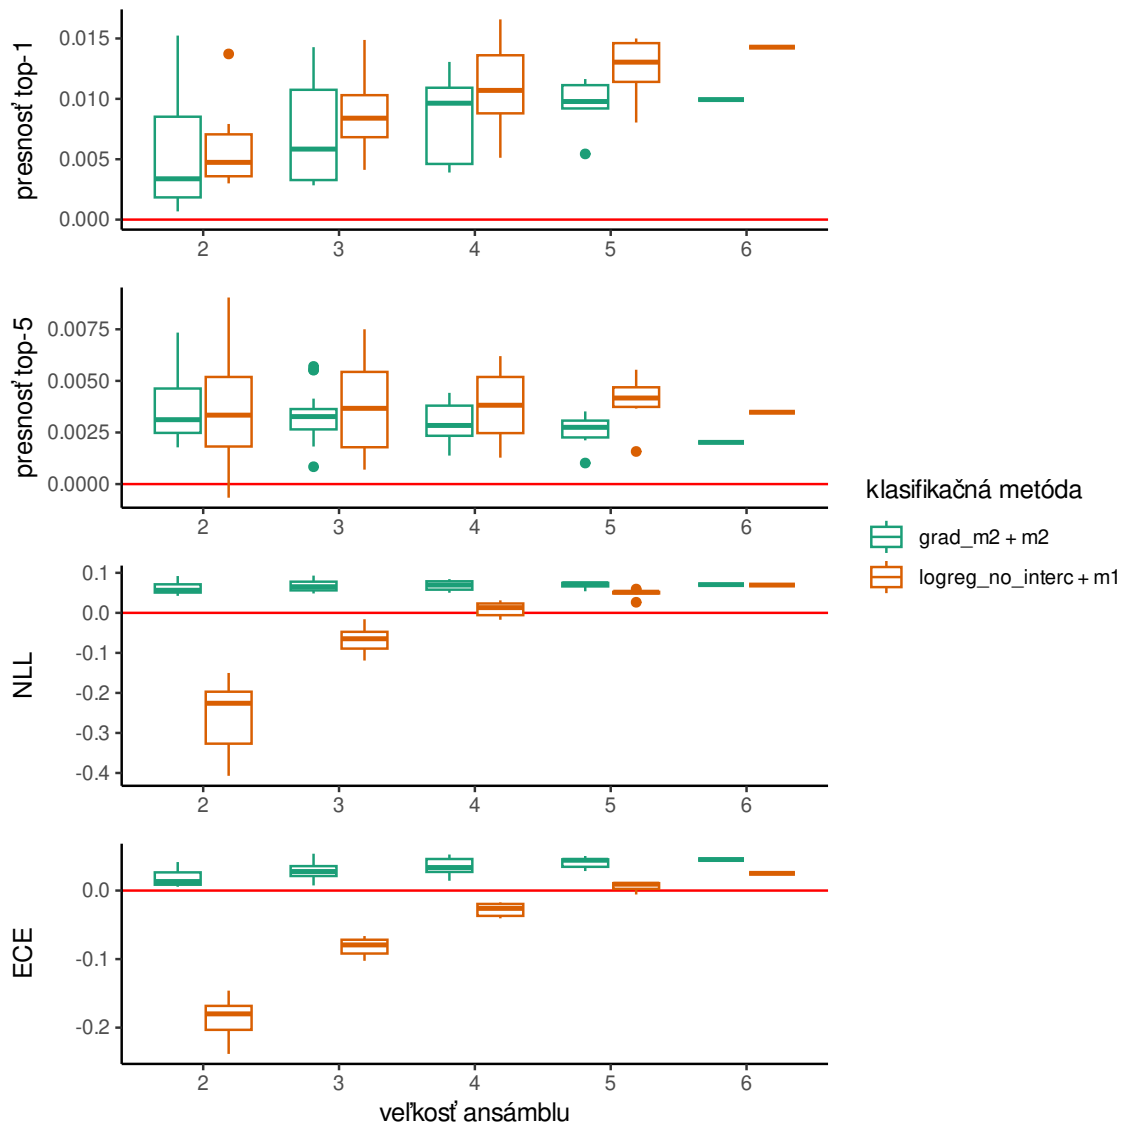 presnosť top-1
0.015
0.010
0.005
0.000
2 3 4 5 6
presnosť top-5
0.0075
0.0050
0.0025
0.0000
2 3 4 5 6
NLL
0.1
0.0
-0.1
-0.2
-0.3
-0.4
2 3 4 5 6
ECE
0.0
-0.1
-0.2
2 3 4 5 6
veľkosť ansámblu
klasifikačná metóda
grad_m2 + m2
logreg_no_interc + m1